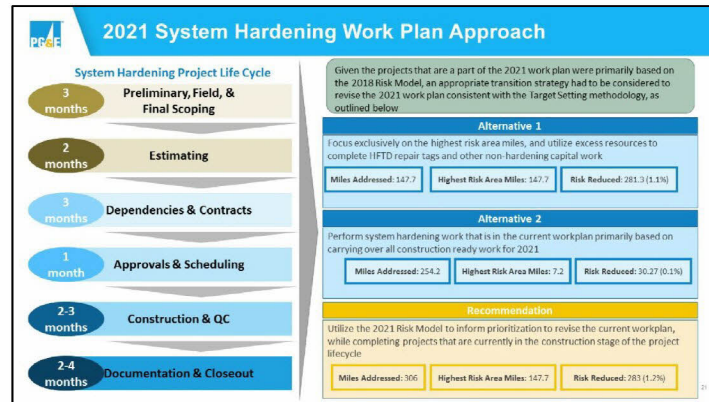 PG&E
2021 System Hardening Work Plan Approach
System Hardening Project Life Cycle
3
months
Preliminary, Field, &
Final Scoping
2
months
Estimating
3
months
Dependencies & Contracts
1
month
Approvals & Scheduling
2-3
months
Construction & QC
2-4
months
Documentation & Closeout
Given the projects that are a part of the 2021 work plan were primarily based on
the 2018 Risk Model, an appropriate transition strategy had to be considered to
revise the 2021 work plan consistent with the Target Setting methodology, as
outlined below
Alternative 1
Focus exclusively on the highest risk area miles, and utilize excess resources to
complete HFTD repair tags and other non-hardening capital work
Miles Addressed: 147.7
Highest Risk Area Miles: 147.7
Risk Reduced: 281.3 (1.1%)
Alternative 2
Perform system hardening work that is in the current workplan primarily based on
carrying over all construction ready work for 2021
Miles Addressed: 254.2
Highest Risk Area Miles: 7.2
Risk Reduced: 30.27 (0.1%)
Recommendation
Utilize the 2021 Risk Model to inform prioritization to revise the current workplan,
while completing projects that are currently in the construction stage of the project
lifecycle
Miles Addressed: 306
Highest Risk Area Miles: 147.7
Risk Reduced: 283 (1.2%)